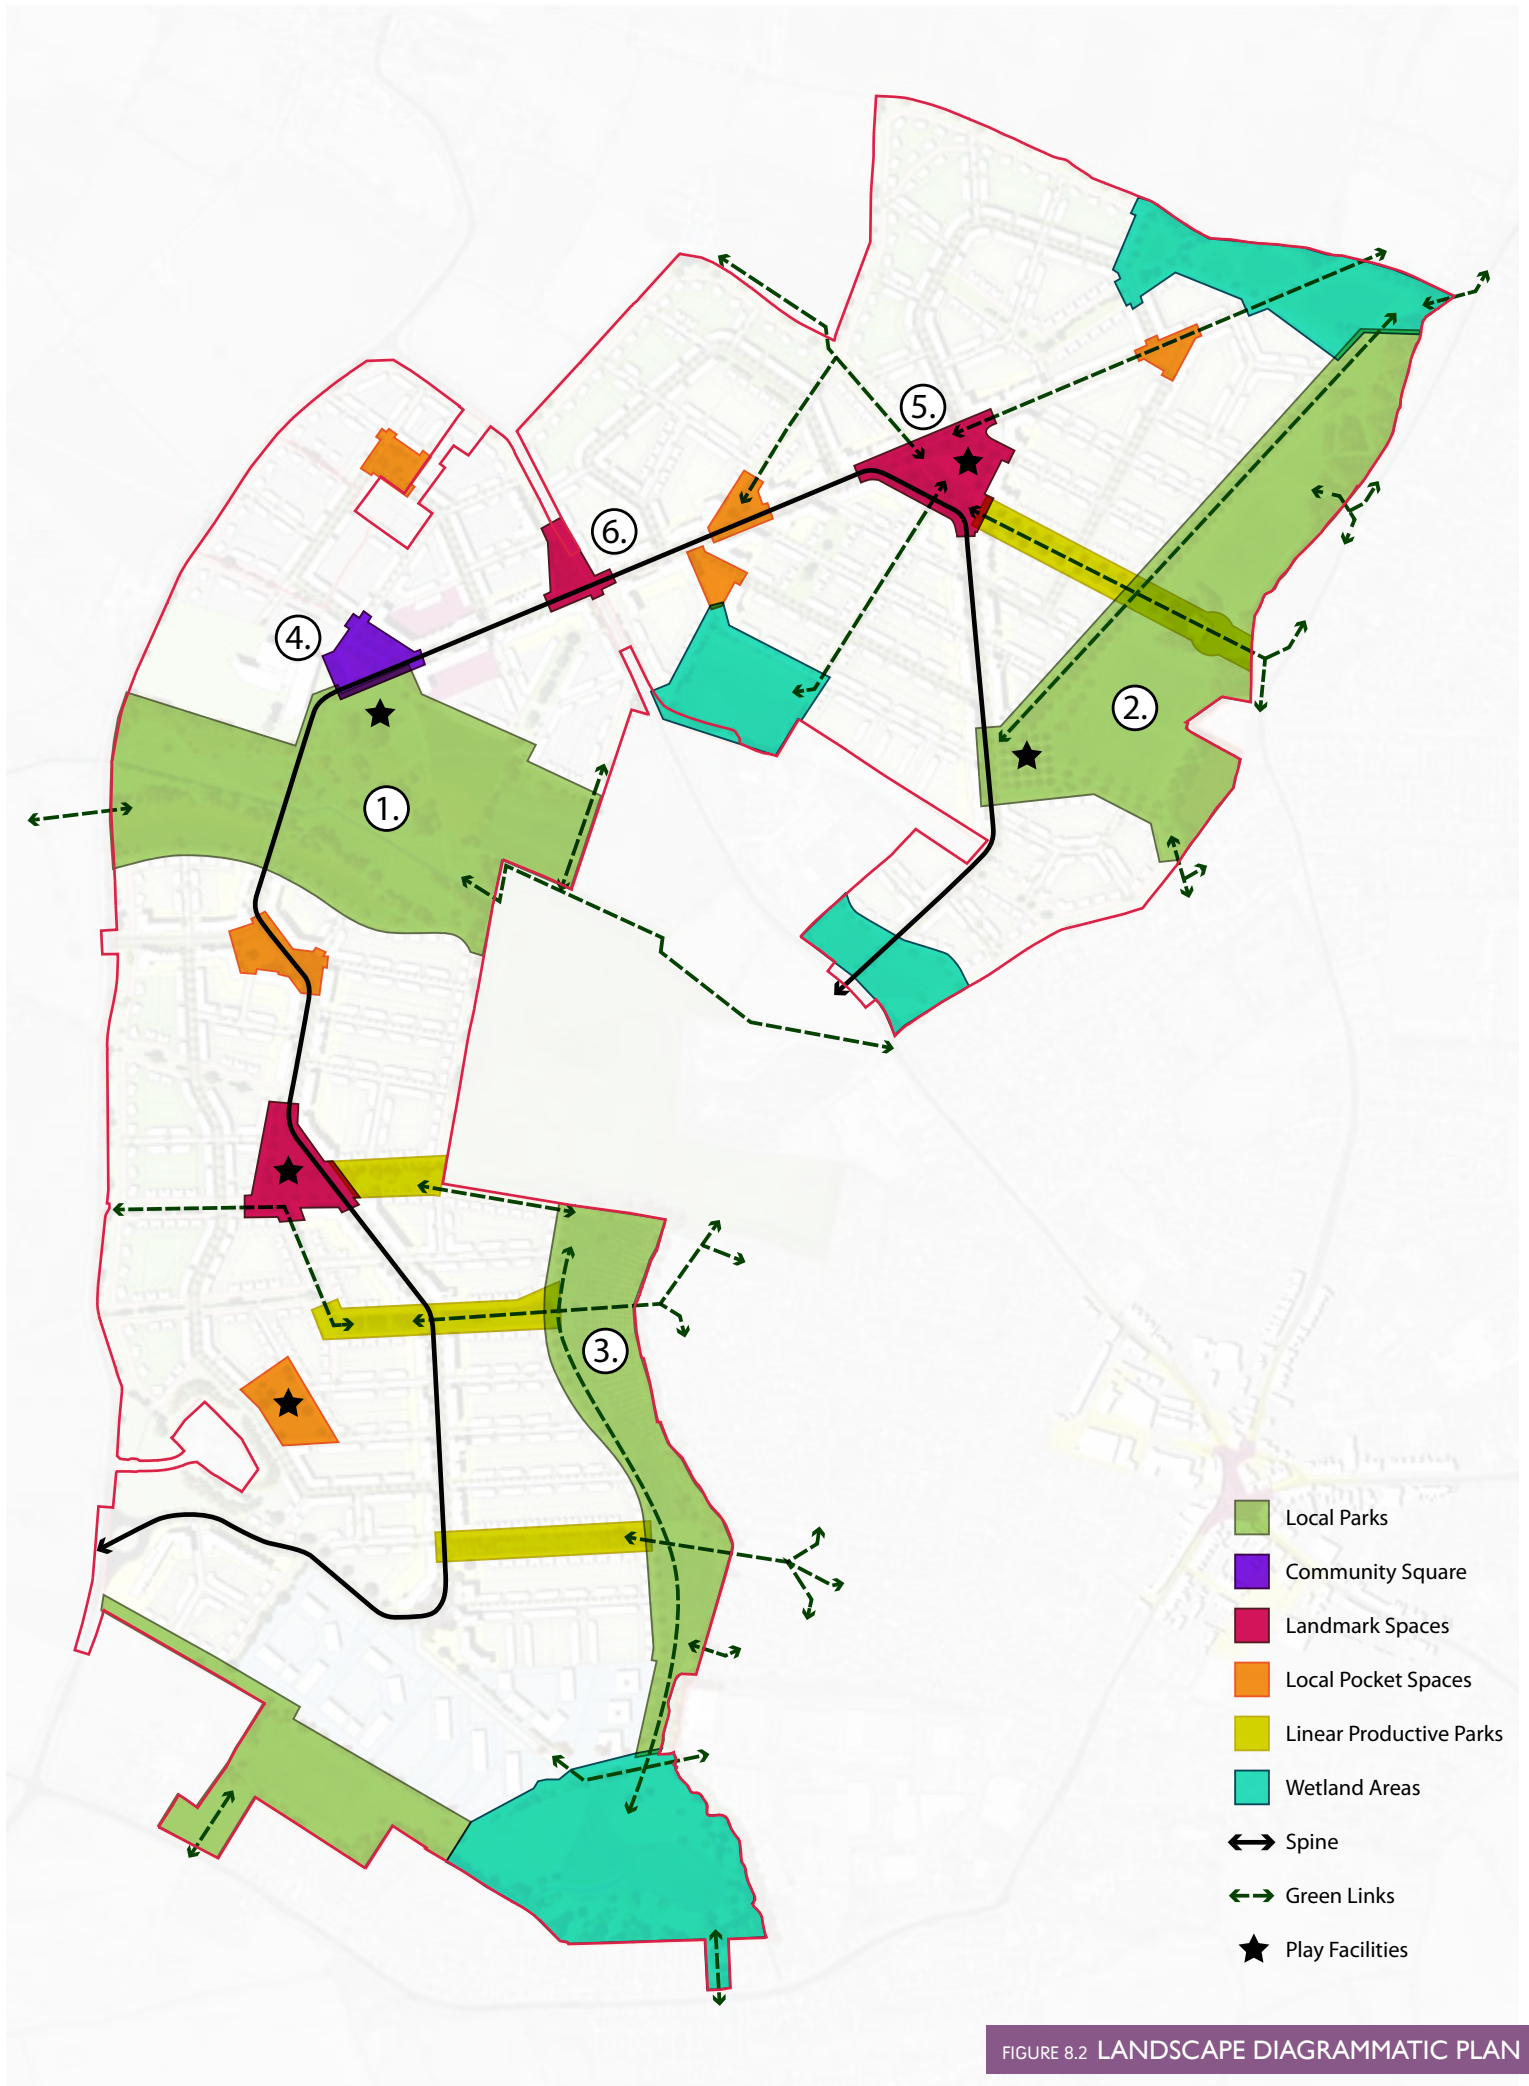 5.
6.
4.
2.
1.
3.
Local Parks
Community Square
Landmark Spaces
Local Pocket Spaces
Linear Productive Parks
Wetland Areas
Spine
Green Links
Play Facilities
FIGURE 8.2 LANDSCAPE DIAGRAMMATIC PLAN